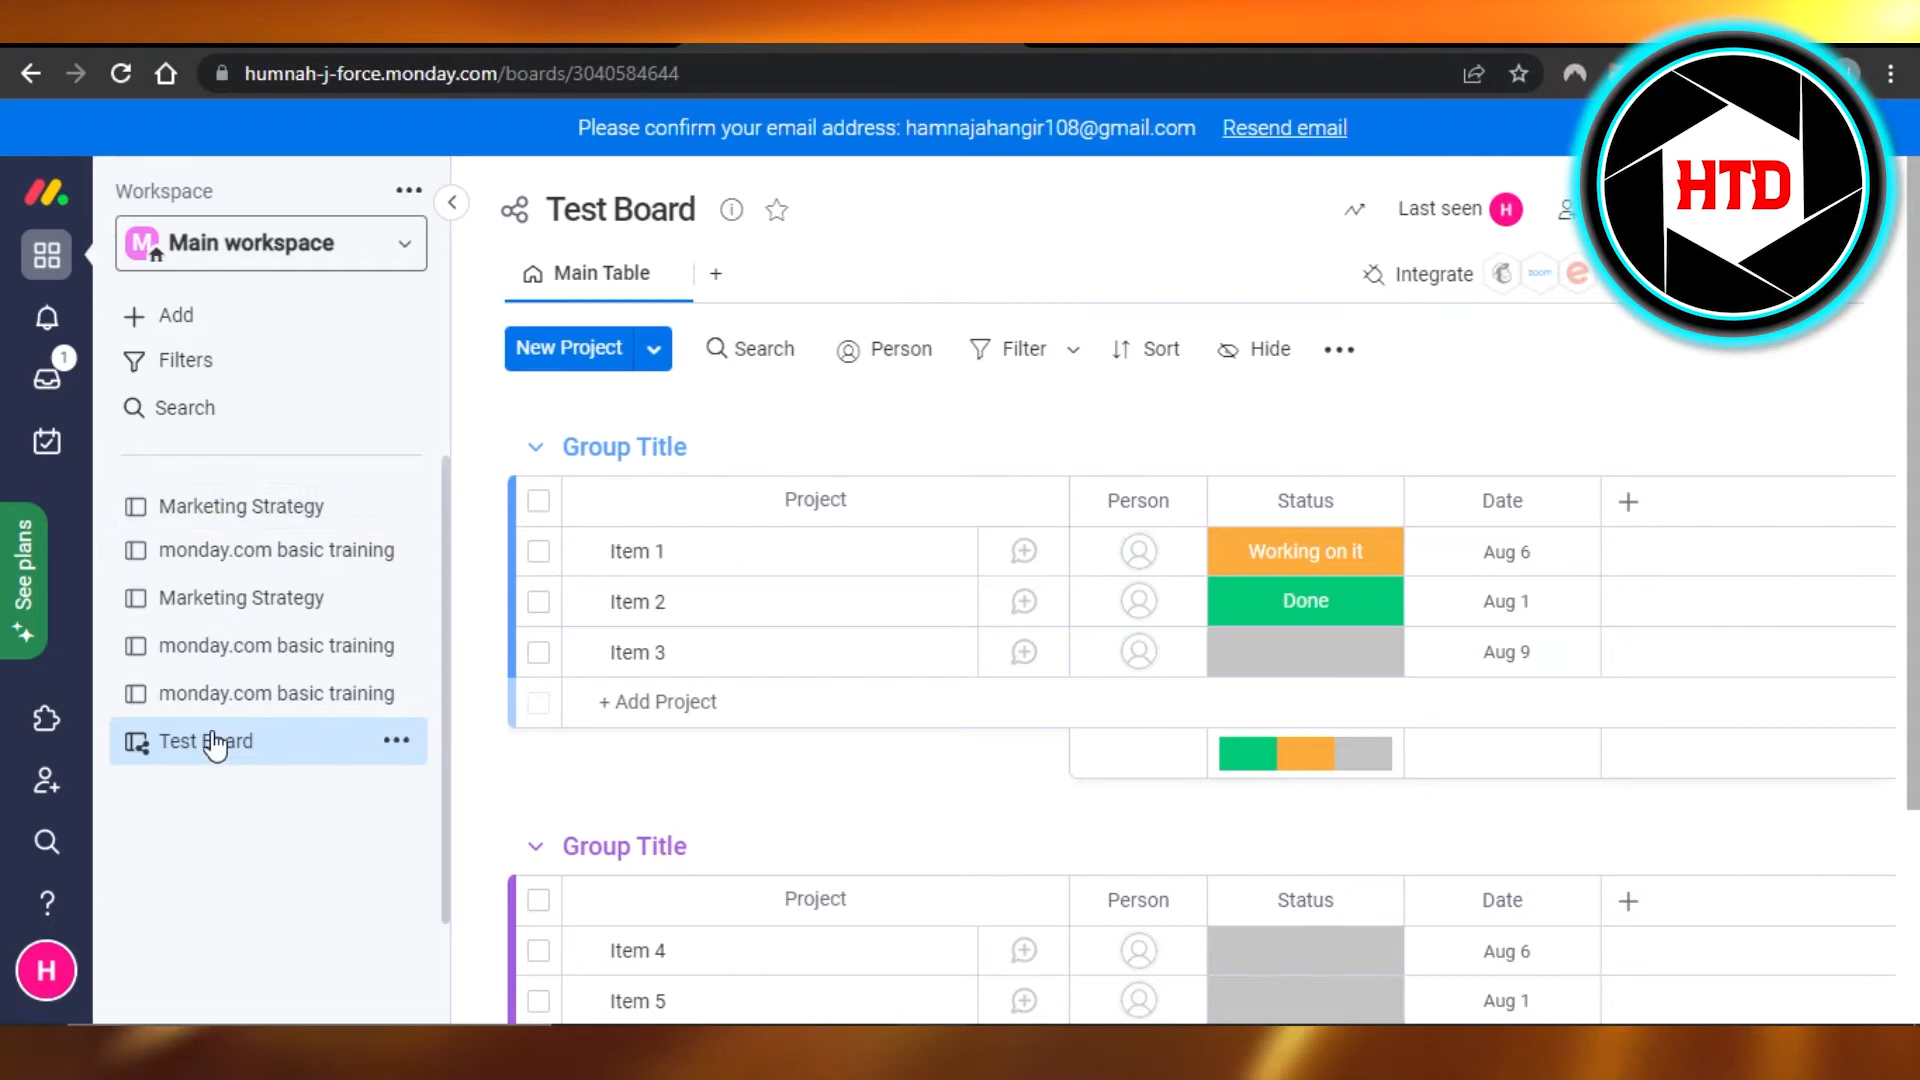 humnah-j-force.monday.com/boards/3040584644
Please confirm your email address: hamnajahangir108@gmail.com Resend email
HTD
Workspace
M Main workspace
Add
Filters
Search
Marketing Strategy
monday.com basic training
Marketing Strategy
monday.com basic training
monday.com basic training
Test Board
1
See plans
?
H
Test Board
Last seen H
Main Table +
Integrate zoom e
New Project Search Person Filter Sort Hide
Group Title
Project Person Status Date +
Item 1 Working on it Aug 6
Item 2 Done Aug 1
Item 3 Aug 9
+ Add Project
Group Title
Project Person Status Date +
Item 4 Aug 6
Item 5 Aug 1